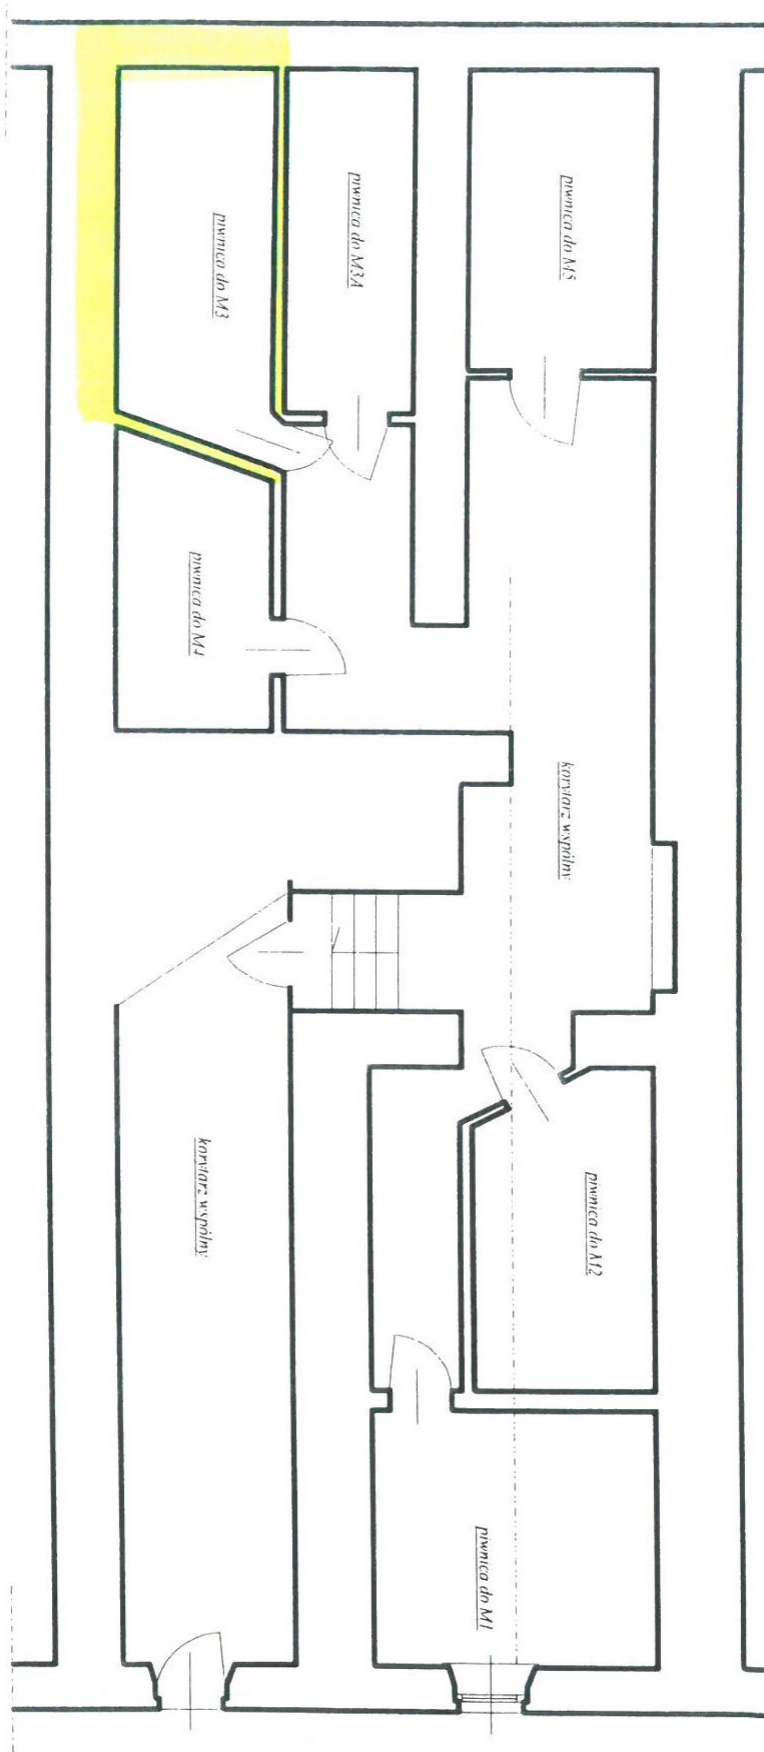 piwnica do M3
piwnica do M3A
piwnica do M5
piwnica do M4
korytarz wspólny
korytarz wspólny
piwnica do M2
piwnica do M1